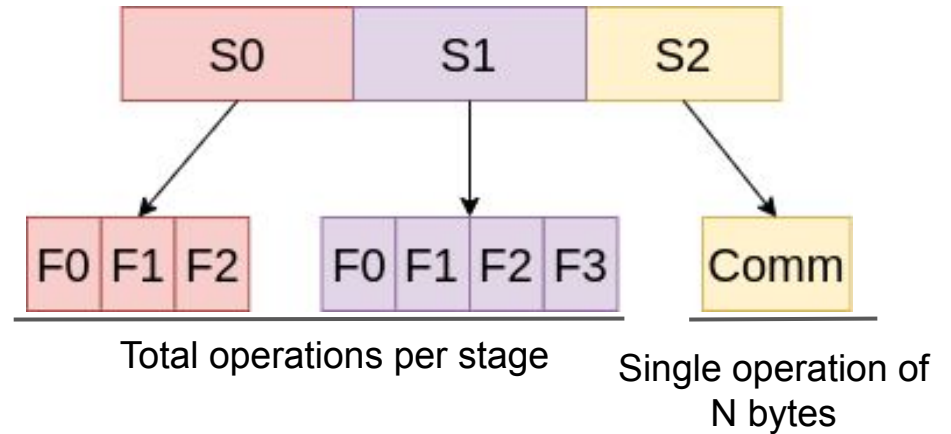 S0 S1 S2
F0 F1 F2 F0 F1 F2 F3 Comm
Total operations per stage
Single operation of
N bytes